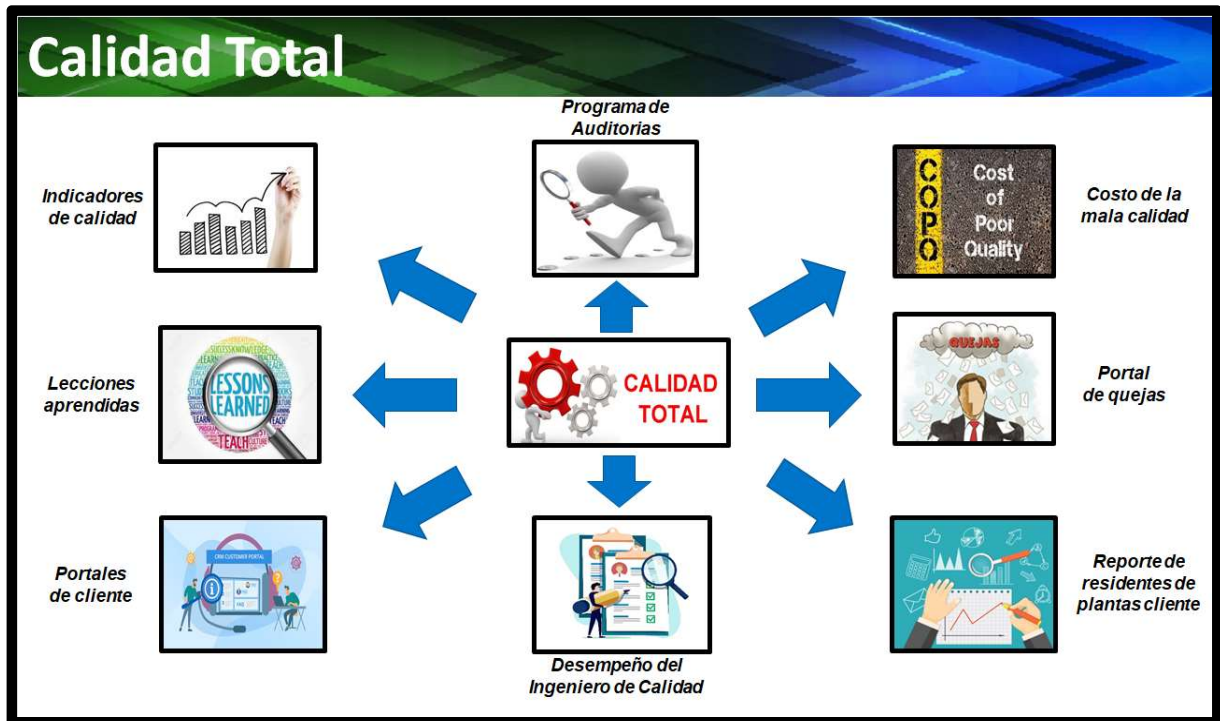 Calidad Total
Programa de
Auditorias
Indicadores
de calidad
COPQ
Cost
of
Poor
Quality
Costo de la
mala calidad
Lecciones
aprendidas
LESSONS
LEARNED
TEACH
CALIDAD
TOTAL
QUEJAS
Portal
de quejas
Portales
de cliente
CRM CUSTOMER PORTAL
Desempeño del
Ingeniero de Calidad
Reporte de
residentes de
plantas cliente